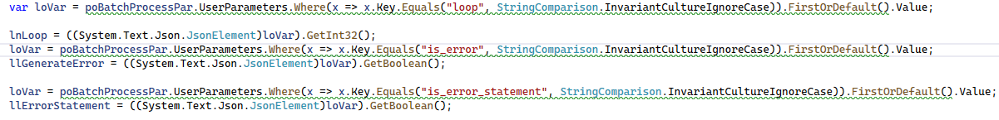 var loVar = poBatchProcessPar.UserParameters.Where(x => x.Key.Equals("loop", StringComparison.InvariantCultureIgnoreCase)).FirstOrDefault().Value;
lnLoop = ((System.Text.Json.JsonElement)loVar).GetInt32();
loVar = poBatchProcessPar.UserParameters.Where(x => x.Key.Equals("is_error", StringComparison.InvariantCultureIgnoreCase)).FirstOrDefault().Value;
llGenerateError = ((System.Text.Json.JsonElement)loVar).GetBoolean();
loVar = poBatchProcessPar.UserParameters.Where(x => x.Key.Equals("is_error_statement", StringComparison.InvariantCultureIgnoreCase)).FirstOrDefault().Value;
llErrorStatement = ((System.Text.Json.JsonElement)loVar).GetBoolean();